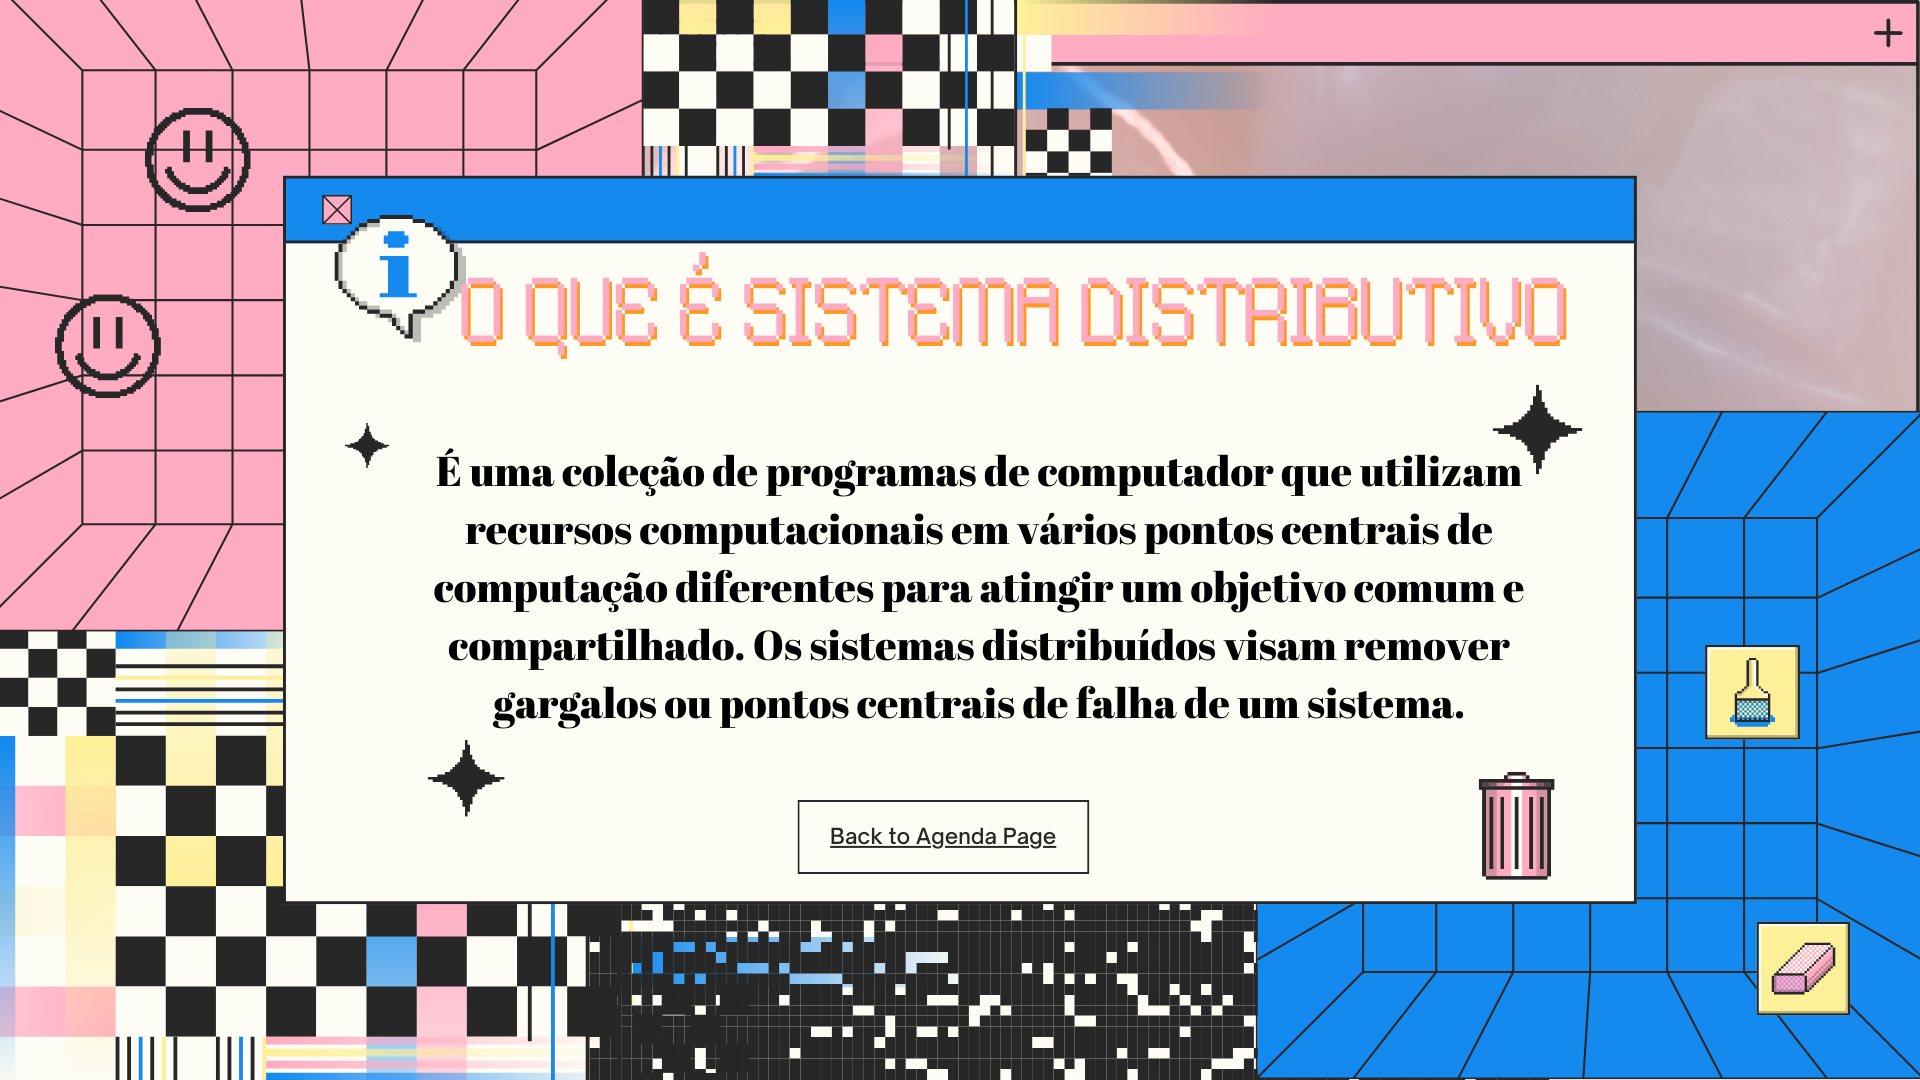 i
O QUE É SISTEMA DISTRIBUTIVO
É uma coleção de programas de computador que utilizam
recursos computacionais em vários pontos centrais de
computação diferentes para atingir um objetivo comum e
compartilhado. Os sistemas distribuídos visam remover
gargalos ou pontos centrais de falha de um sistema.
Back to Agenda Page